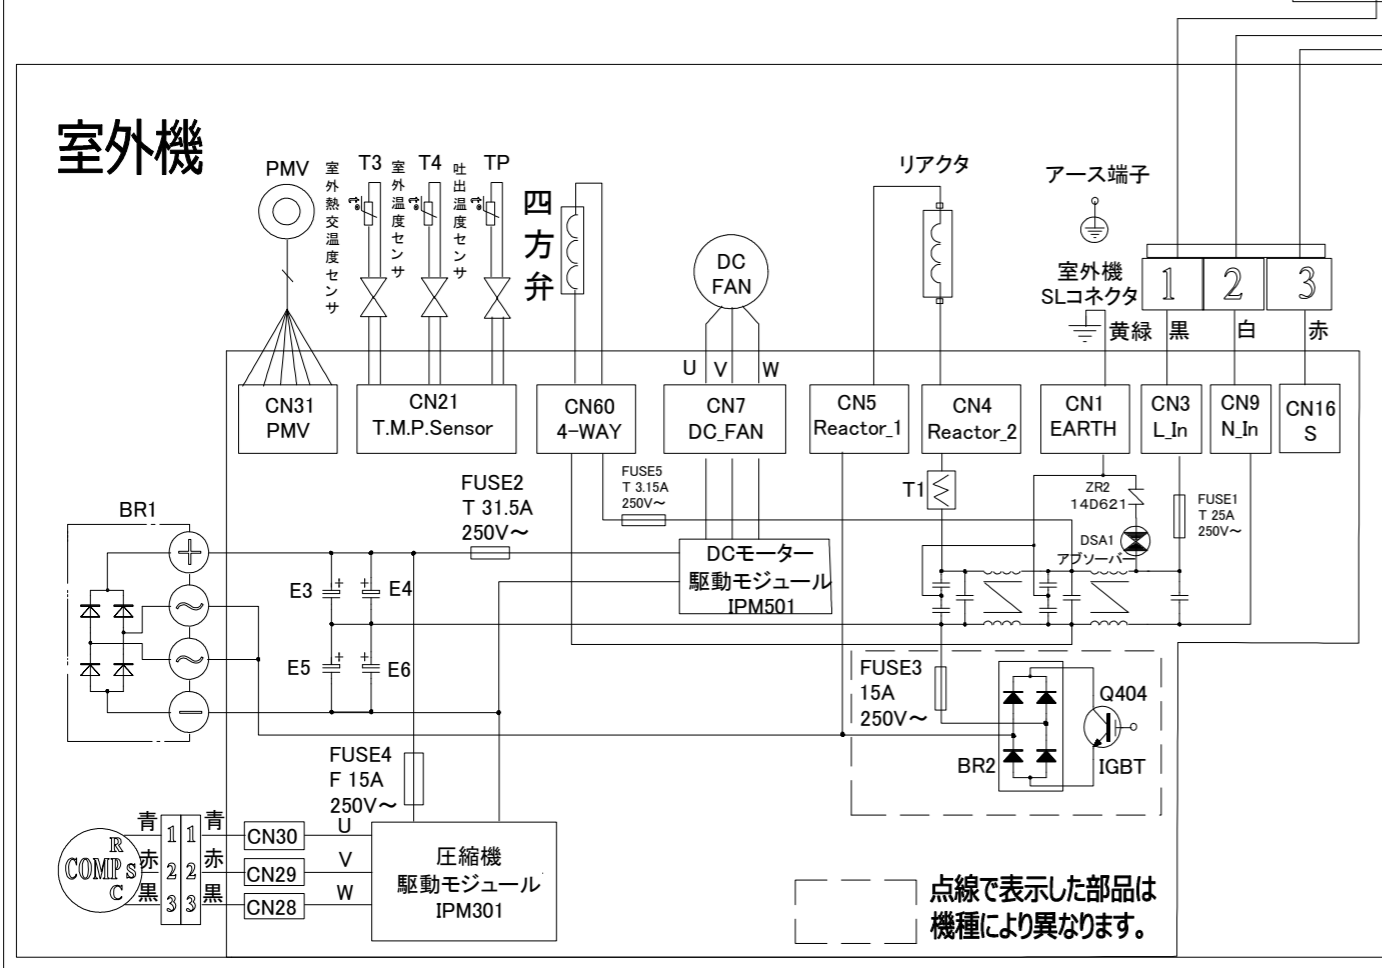 室外機
PMV
室外熱交温度センサ
T3
室外温度センサ
T4
吐出温度センサ
TP
四方弁
DC
FAN
リアクタ
アース端子
室外機
SLコネクタ
1
2
3
黄緑
黒
白
赤
U
V
W
CN31
PMV
CN21
T.M.P.Sensor
CN60
4-WAY
CN7
DC_FAN
CN5
Reactor_1
CN4
Reactor_2
CN1
EARTH
CN3
L_In
CN9
N_In
CN16
S
FUSE2
T 31.5A
250V～
FUSE5
T 3.15A
250V～
T1
ZR2
14D621
DSA1
アブソーバー
FUSE1
T 25A
250V～
BR1
+
～
～
−
E3
+
+
E4
E5
+
+
E6
DCモーター
駆動モジュール
IPM501
FUSE3
15A
250V～
BR2
Q404
IGBT
FUSE4
F 15A
250V～
COMP
R
S
C
青
1
1
青
CN30
U
赤
2
2
赤
CN29
V
黒
3
3
黒
CN28
W
圧縮機
駆動モジュール
IPM301
点線で表示した部品は
機種により異なります。